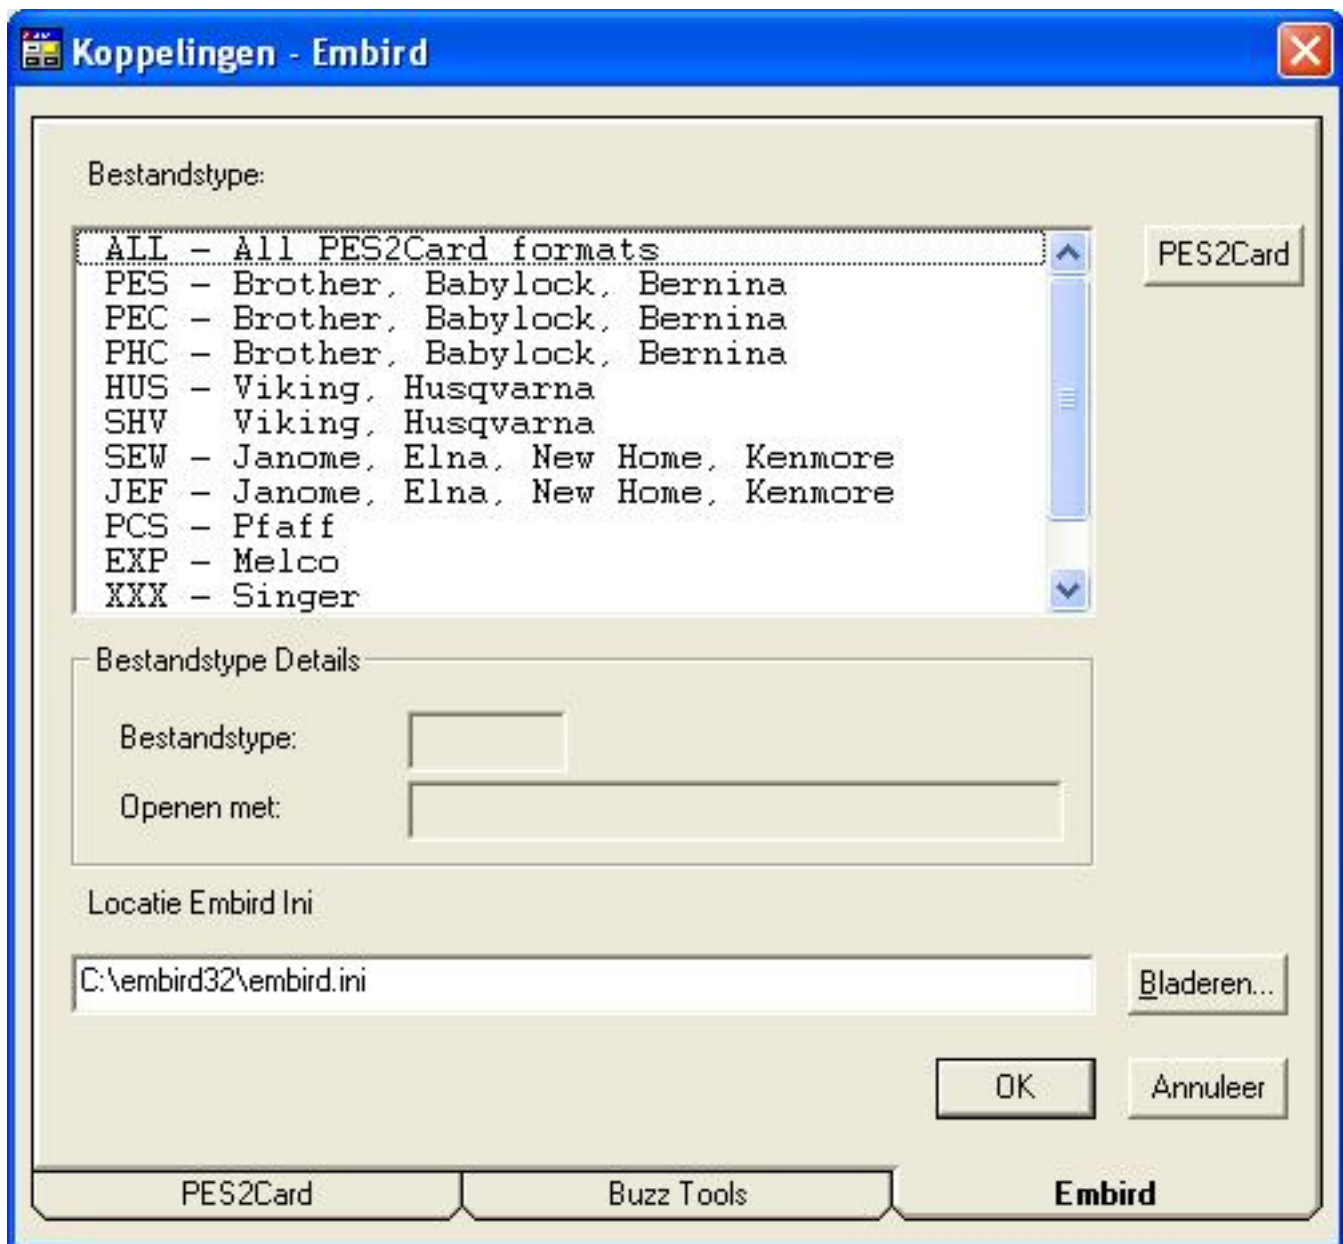 Koppelingen - Embird
Bestandstype:
ALL - All PES2Card formats
PES - Brother, Babylock, Bernina
PEC - Brother, Babylock, Bernina
PHC - Brother, Babylock, Bernina
HUS - Viking, Husqvarna
SHV   Viking, Husqvarna
SEW - Janome, Elna, New Home, Kenmore
JEF - Janome, Elna, New Home, Kenmore
PCS - Pfaff
EXP - Melco
XXX - Singer
PES2Card
Bestandstype Details
Bestandstype:
Openen met:
Locatie Embird Ini
C:\embird32\embird.ini
Bladeren...
OK
Annuleer
PES2Card
Buzz Tools
Embird